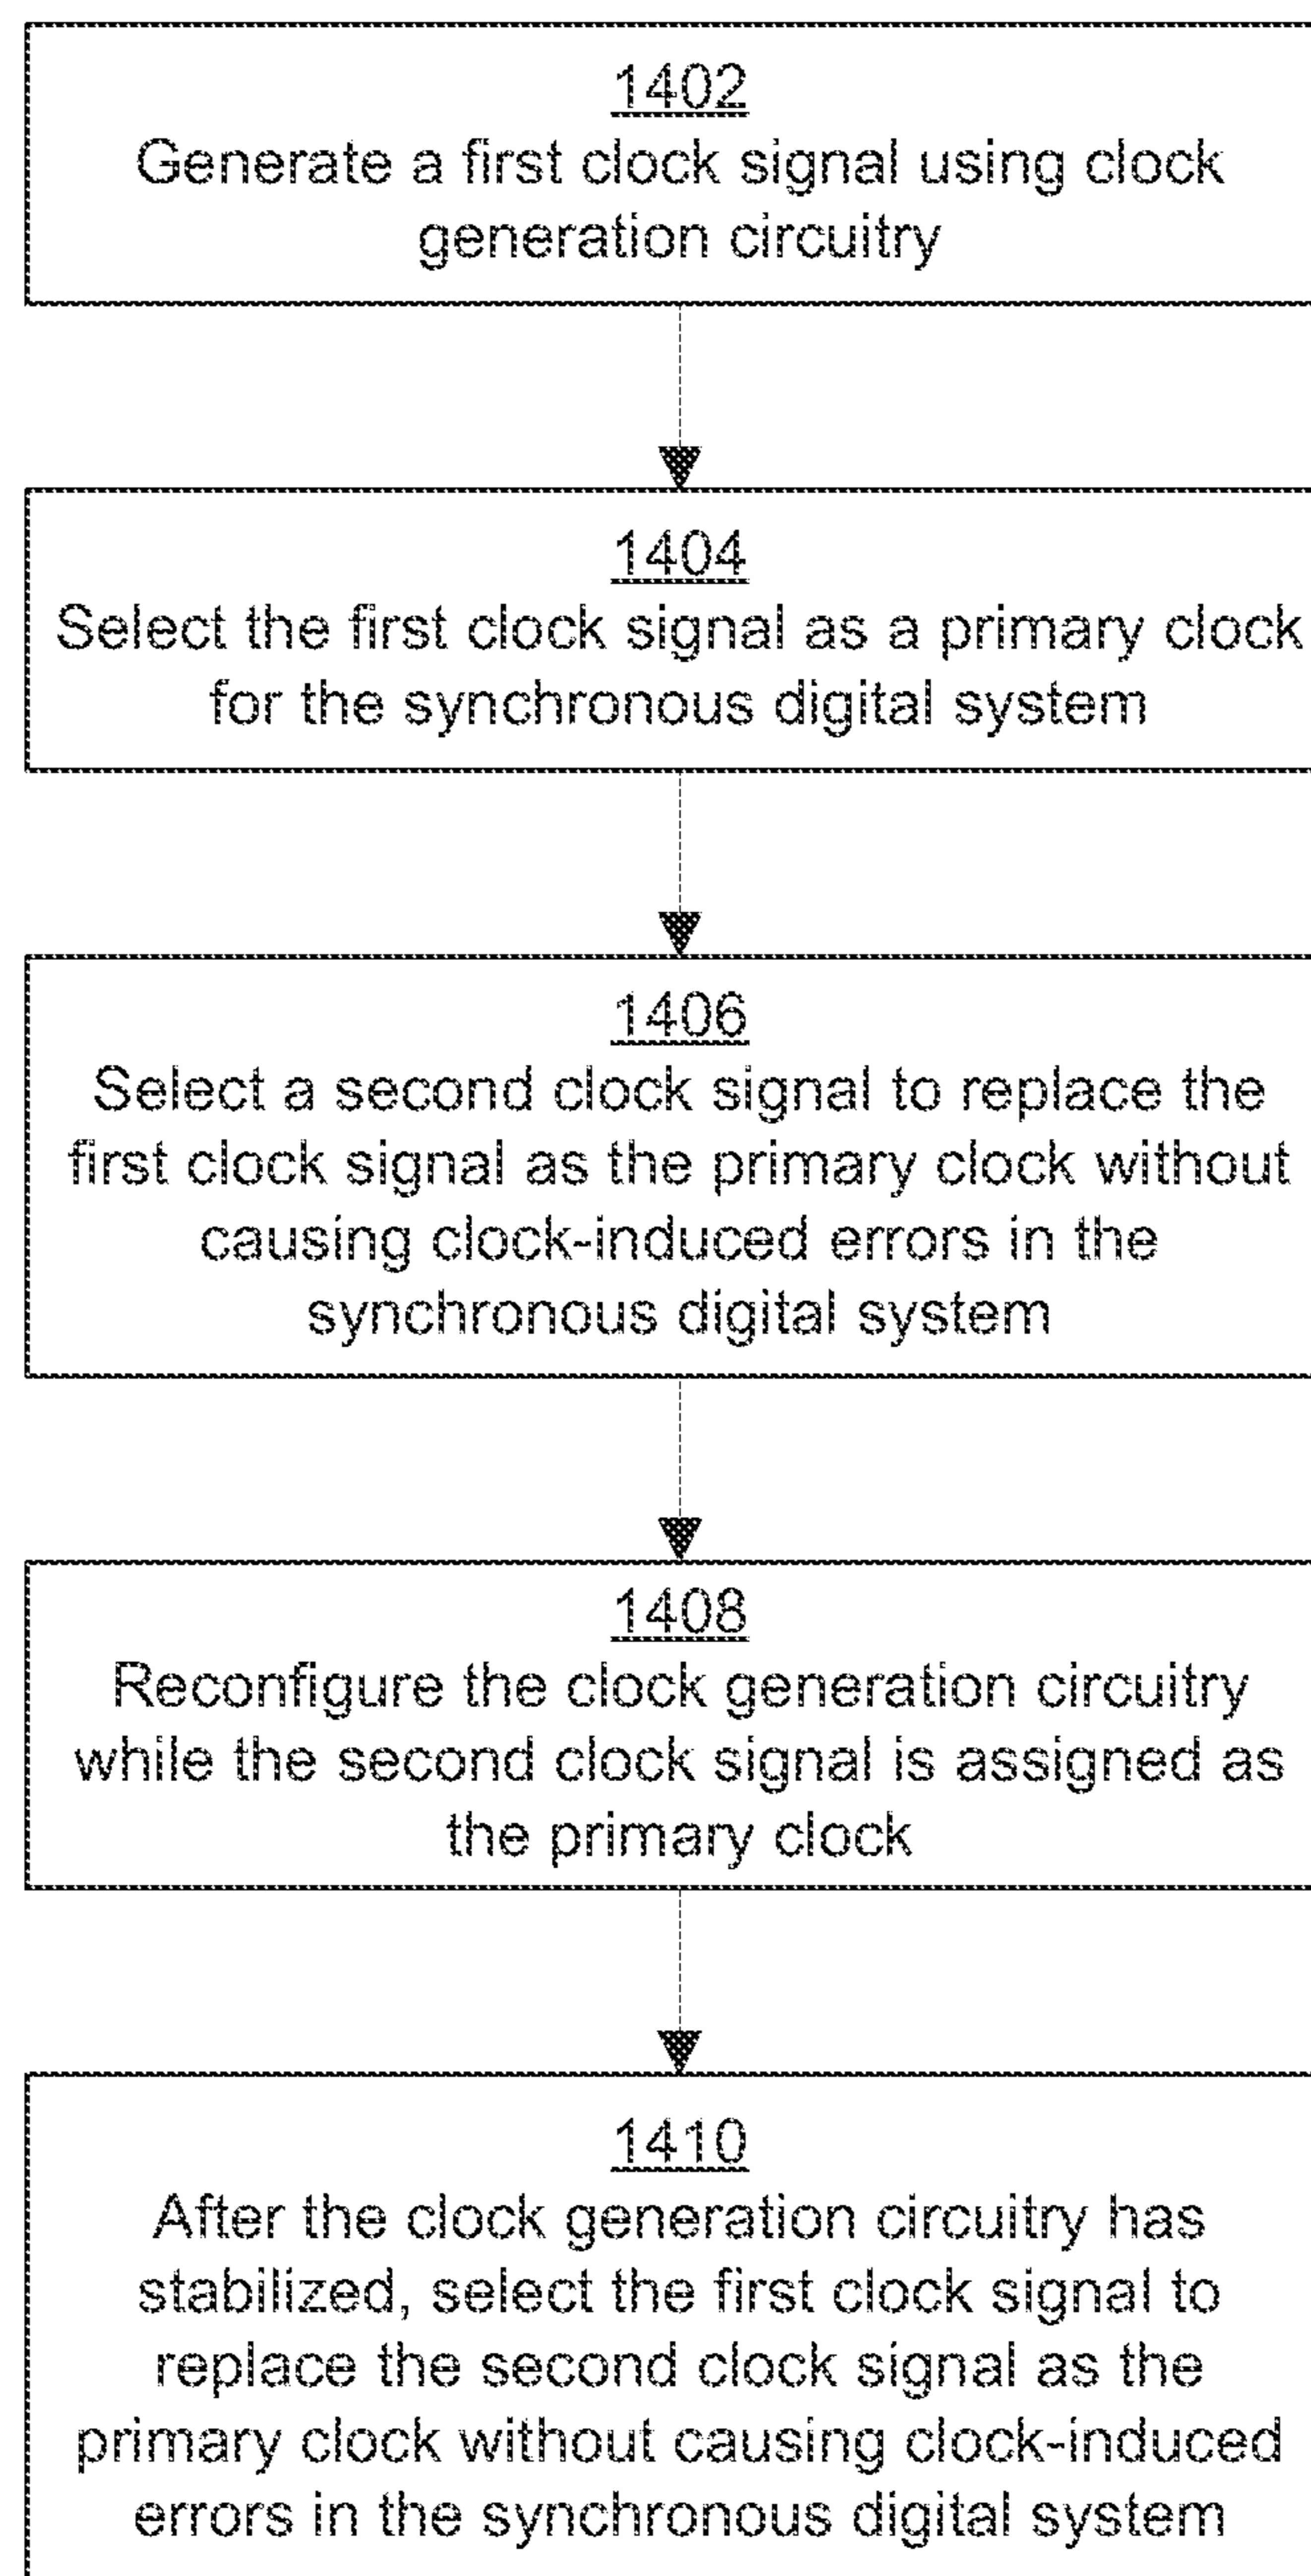 1402
Generate a first clock signal using clock
generation circuitry
1404
Select the first clock signal as a primary clock
for the synchronous digital system
1406
Select a second clock signal to replace the
first clock signal as the primary clock without
causing clock-induced errors in the
synchronous digital system
1408
Reconfigure the clock generation circuitry
while the second clock signal is assigned as
the primary clock
1410
After the clock generation circuitry has
stabilized, select the first clock signal to
replace the second clock signal as the
primary clock without causing clock-induced
errors in the synchronous digital system